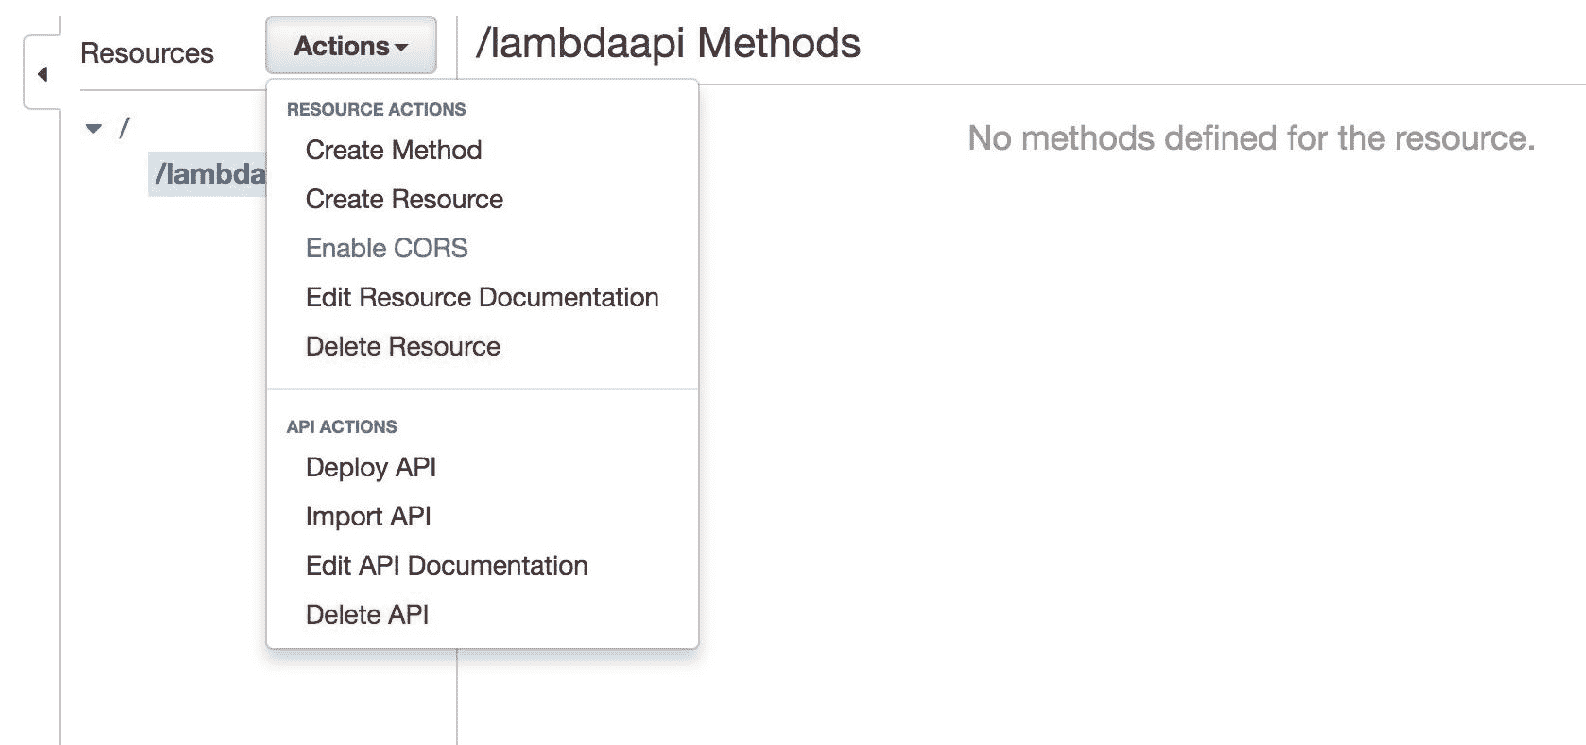 Resources
Actions
/lambdaapi Methods
/
/lambda
RESOURCE ACTIONS
Create Method
Create Resource
Enable CORS
Edit Resource Documentation
Delete Resource
API ACTIONS
Deploy API
Import API
Edit API Documentation
Delete API
No methods defined for the resource.